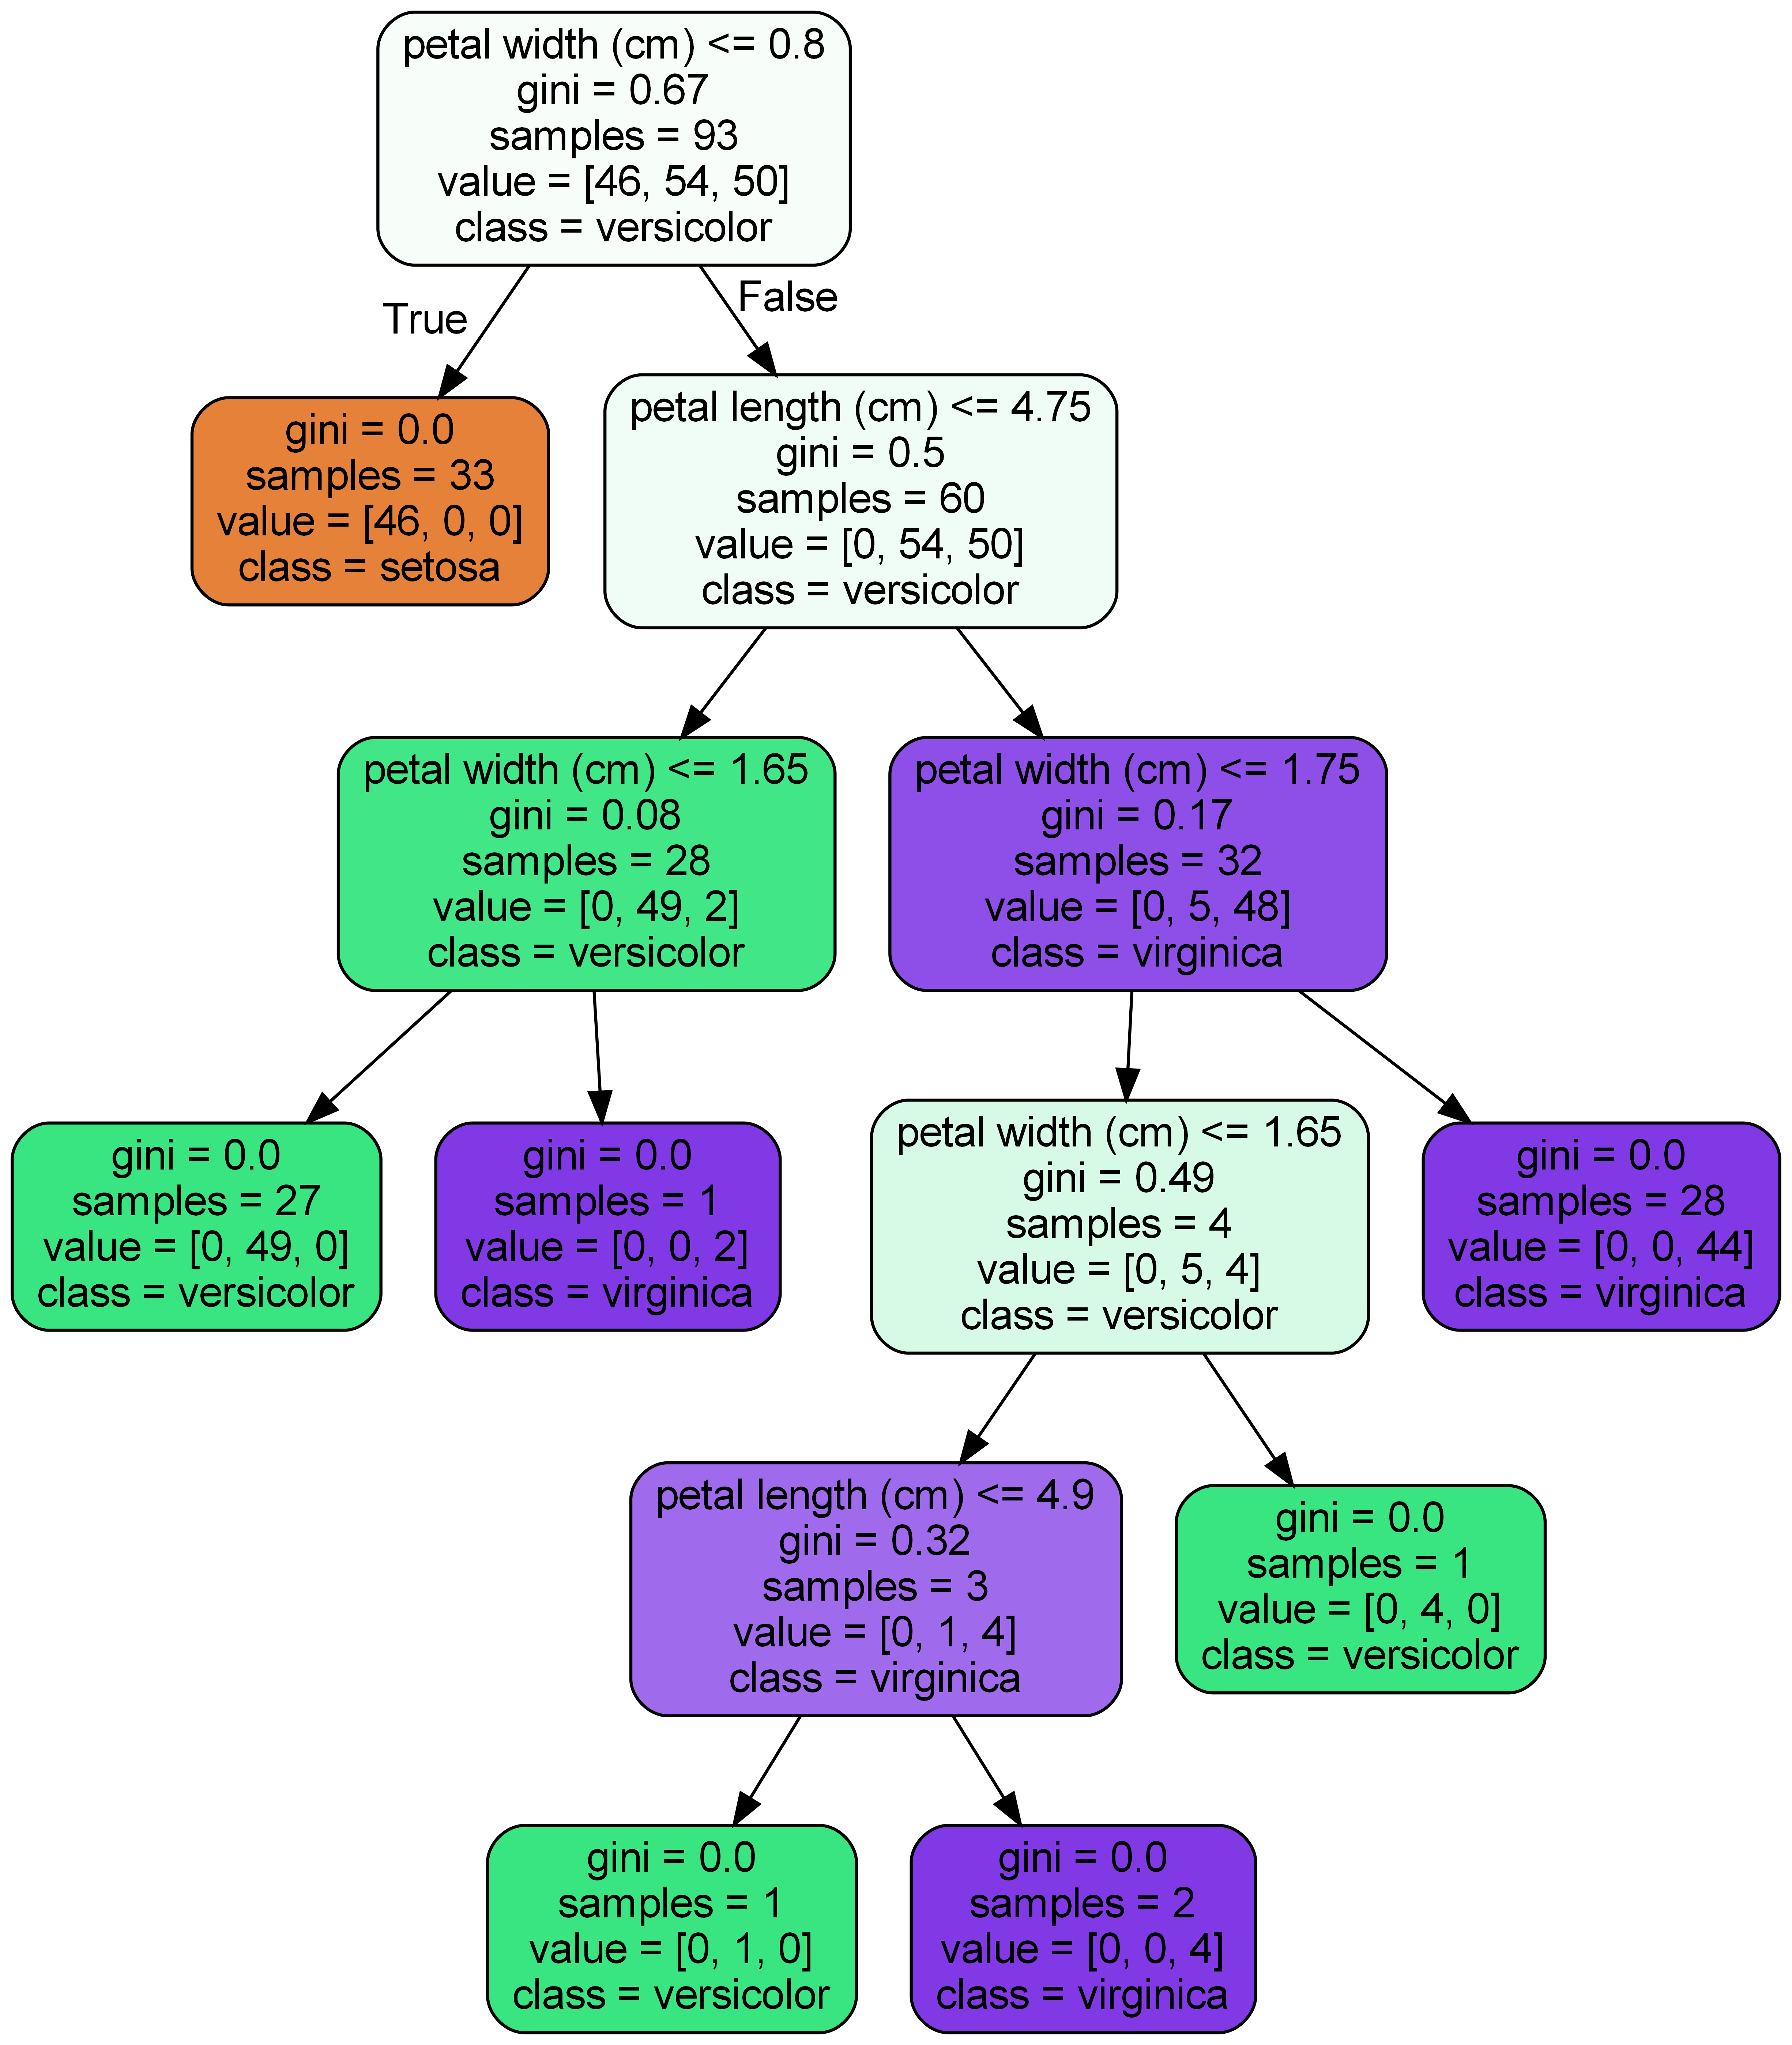 petal width (cm) <= 0.8
gini = 0.67
samples = 93
value = [46, 54, 50]
class = versicolor
True
False
gini = 0.0
samples = 33
value = [46, 0, 0]
class = setosa
petal length (cm) <= 4.75
gini = 0.5
samples = 60
value = [0, 54, 50]
class = versicolor
petal width (cm) <= 1.65
gini = 0.08
samples = 28
value = [0, 49, 2]
class = versicolor
petal width (cm) <= 1.75
gini = 0.17
samples = 32
value = [0, 5, 48]
class = virginica
gini = 0.0
samples = 27
value = [0, 49, 0]
class = versicolor
gini = 0.0
samples = 1
value = [0, 0, 2]
class = virginica
petal width (cm) <= 1.65
gini = 0.49
samples = 4
value = [0, 5, 4]
class = versicolor
gini = 0.0
samples = 28
value = [0, 0, 44]
class = virginica
petal length (cm) <= 4.9
gini = 0.32
samples = 3
value = [0, 1, 4]
class = virginica
gini = 0.0
samples = 1
value = [0, 4, 0]
class = versicolor
gini = 0.0
samples = 1
value = [0, 1, 0]
class = versicolor
gini = 0.0
samples = 2
value = [0, 0, 4]
class = virginica